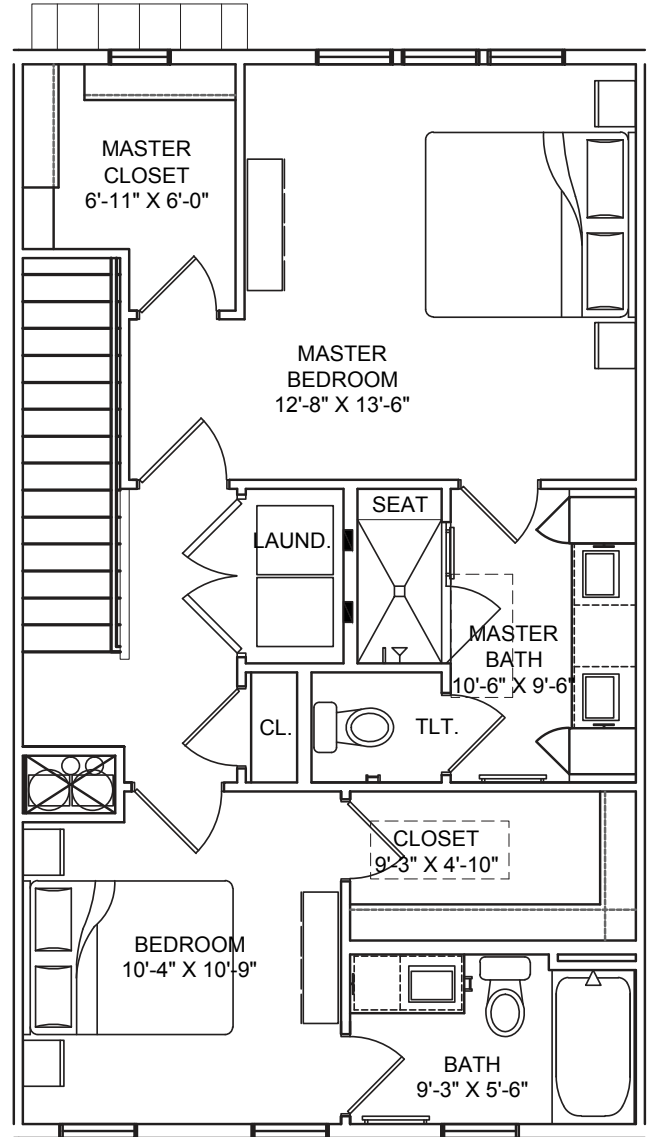 MASTER
CLOSET
6'-11" X 6'-0"
MASTER
BEDROOM
12'-8" X 13'-6"
SEAT
LAUND.
MASTER
BATH
10'-6" X 9'-6"
CL.
TLT.
CLOSET
9'-3" X 4'-10"
BEDROOM
10'-4" X 10'-9"
BATH
9'-3" X 5'-6"